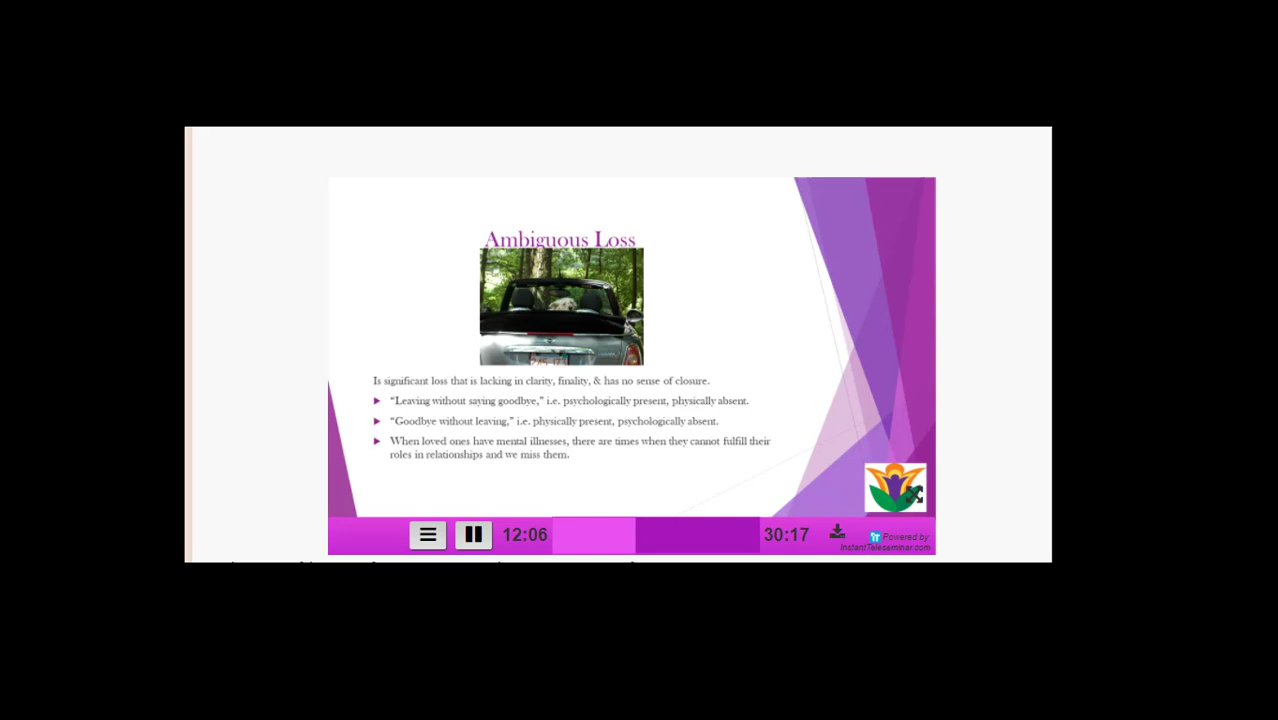 Ambiguous Loss
Is significant loss that is lacking in clarity, finality, & has no sense of closure.
“Leaving without saying goodbye,” i.e. psychologically present, physically absent.
“Goodbye without leaving,” i.e. physically present, psychologically absent.
When loved ones have mental illnesses, there are times when they cannot fulfill their
roles in relationships and we miss them.
12:06
30:17
Powered by
InstantTeleseminar.com